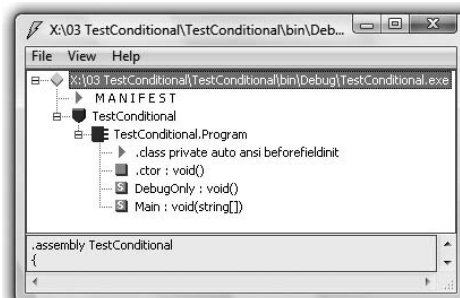 X:\03 TestConditional\TestConditional\bin\Deb...
File View Help
X:\03 TestConditional\TestConditional\bin\Debug\TestConditional.exe
M A N I F E S T
TestConditional
TestConditional.Program
.class private auto ansi beforefieldinit
.ctor : void()
S DebugOnly : void()
S Main : void(string[])
.assembly TestConditional
{